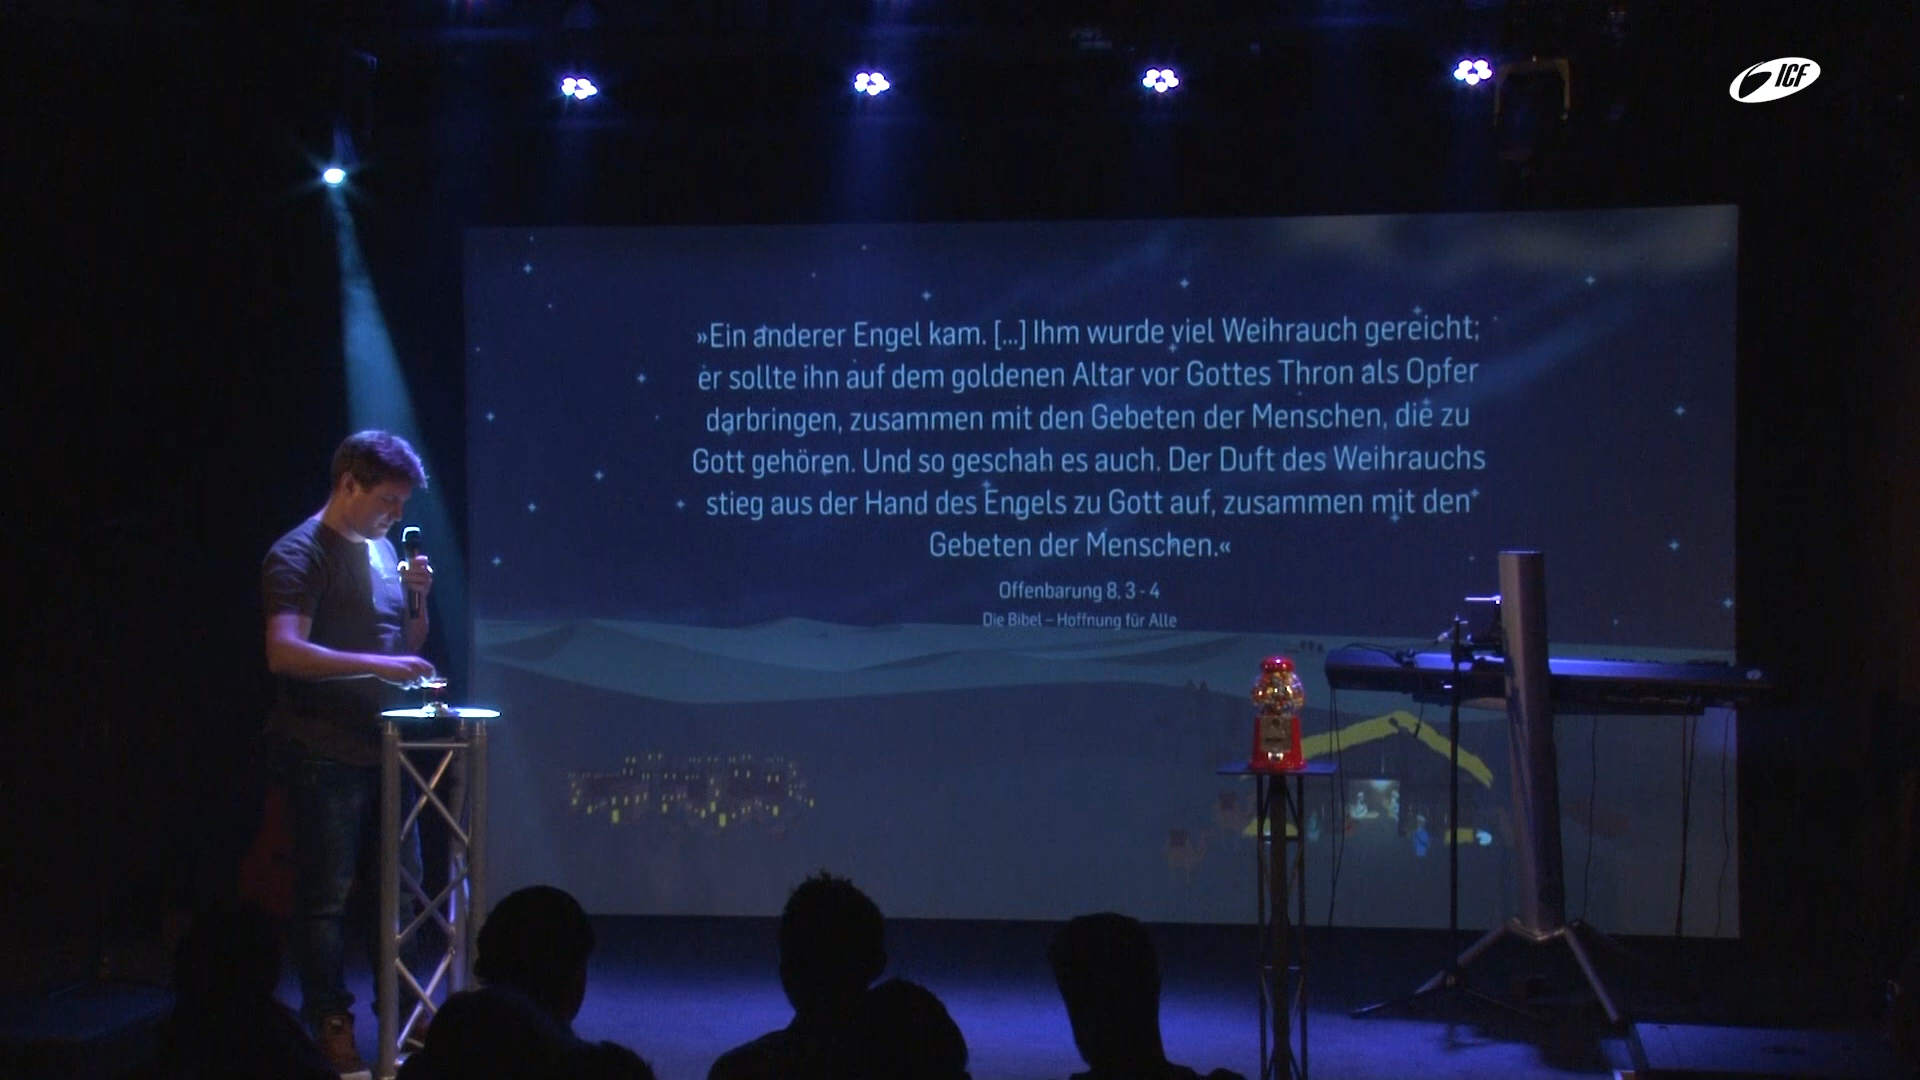 ICF
»Ein anderer Engel kam. [...] Ihm wurde viel Weihrauch gereicht;
er sollte ihn auf dem goldenen Altar vor Gottes Thron als Opfer
darbringen, zusammen mit den Gebeten der Menschen, die zu
Gott gehören. Und so geschah es auch. Der Duft des Weihrauchs
stieg aus der Hand des Engels zu Gott auf, zusammen mit den
Gebeten der Menschen.«
Offenbarung 8, 3 - 4
Die Bibel – Hoffnung für Alle